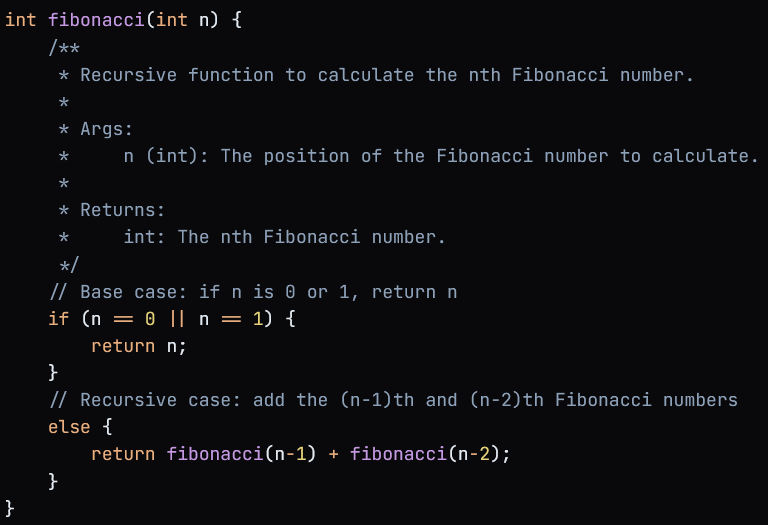 int fibonacci(int n) {
    /**
     * Recursive function to calculate the nth Fibonacci number.
     *
     * Args:
     *     n (int): The position of the Fibonacci number to calculate.
     *
     * Returns:
     *     int: The nth Fibonacci number.
     */
    // Base case: if n is 0 or 1, return n
    if (n == 0 || n == 1) {
        return n;
    }
    // Recursive case: add the (n-1)th and (n-2)th Fibonacci numbers
    else {
        return fibonacci(n-1) + fibonacci(n-2);
    }
}